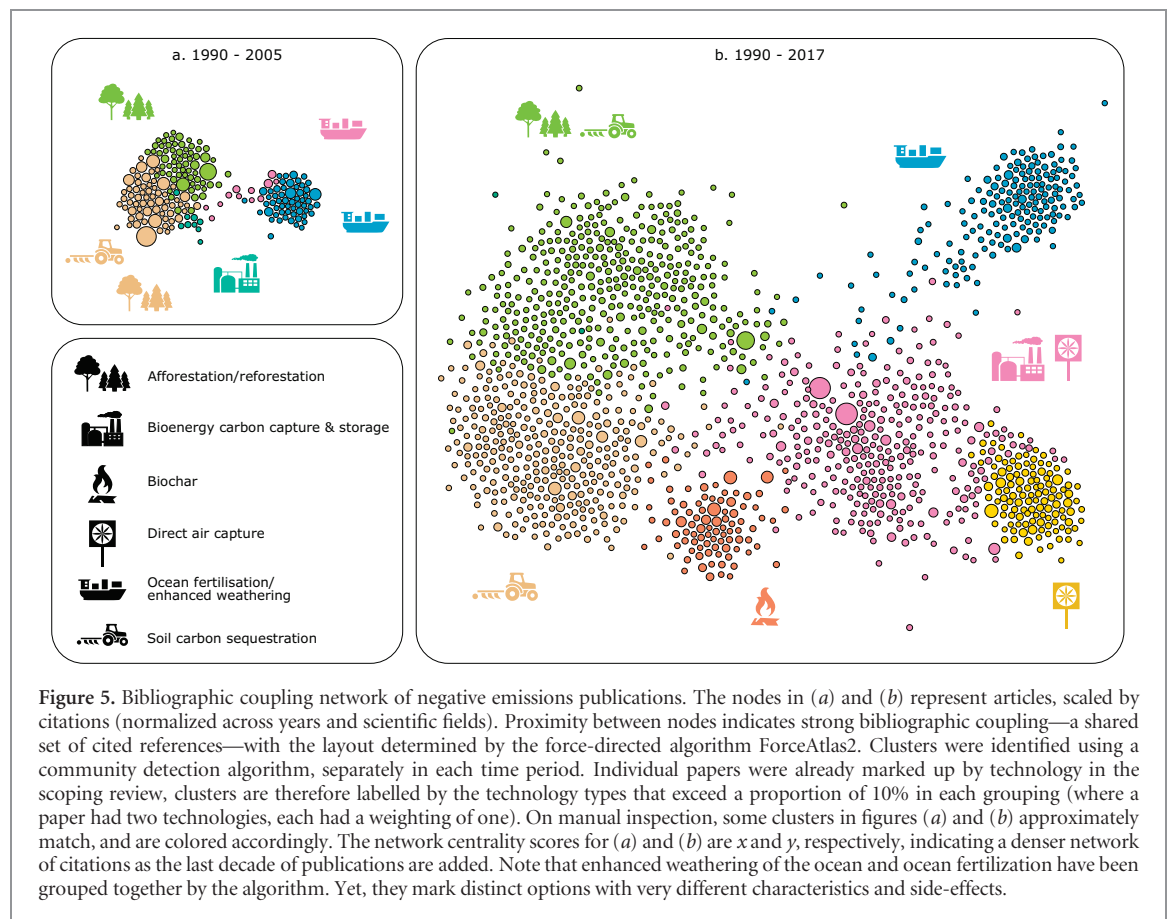 a. 1990 - 2005
b. 1990 - 2017
Afforestation/reforestation
Bioenergy carbon capture & storage
Biochar
Direct air capture
Ocean fertilisation/
enhanced weathering
Soil carbon sequestration
Figure 5. Bibliographic coupling network of negative emissions publications. The nodes in (a) and (b) represent articles, scaled by
citations (normalized across years and scientific fields). Proximity between nodes indicates strong bibliographic coupling—a shared
set of cited references—with the layout determined by the force-directed algorithm ForceAtlas2. Clusters were identified using a
community detection algorithm, separately in each time period. Individual papers were already marked up by technology in the
scoping review, clusters are therefore labelled by the technology types that exceed a proportion of 10% in each grouping (where a
paper had two technologies, each had a weighting of one). On manual inspection, some clusters in figures (a) and (b) approximately
match, and are colored accordingly. The network centrality scores for (a) and (b) are x and y, respectively, indicating a denser network
of citations as the last decade of publications are added. Note that enhanced weathering of the ocean and ocean fertilization have been
grouped together by the algorithm. Yet, they mark distinct options with very different characteristics and side-effects.